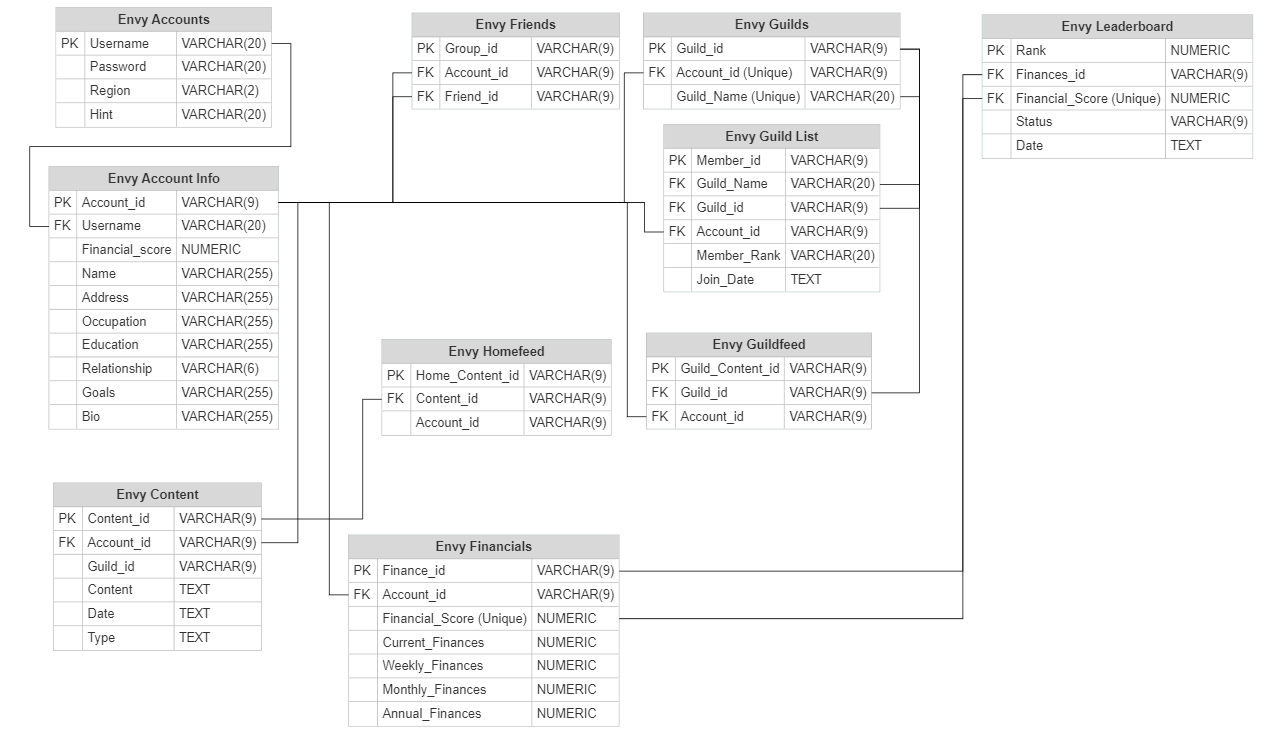 Envy Accounts
PK Username VARCHAR(20)
Password VARCHAR(20)
Region VARCHAR(2)
Hint VARCHAR(20)
Envy Friends
PK Group_id VARCHAR(9)
FK Account_id VARCHAR(9)
FK Friend_id VARCHAR(9)
Envy Guilds
PK Guild_id VARCHAR(9)
FK Account_id (Unique) VARCHAR(9)
Guild_Name (Unique) VARCHAR(20)
Envy Leaderboard
PK Rank NUMERIC
FK Finances_id VARCHAR(9)
FK Financial_Score (Unique) NUMERIC
Status VARCHAR(9)
Date TEXT
Envy Guild List
PK Member_id VARCHAR(9)
FK Guild_Name VARCHAR(20)
FK Guild_id VARCHAR(9)
FK Account_id VARCHAR(9)
Member_Rank VARCHAR(20)
Join_Date TEXT
Envy Account Info
PK Account_id VARCHAR(9)
FK Username VARCHAR(20)
Financial_score NUMERIC
Name VARCHAR(255)
Address VARCHAR(255)
Occupation VARCHAR(255)
Education VARCHAR(255)
Relationship VARCHAR(6)
Goals VARCHAR(255)
Bio VARCHAR(255)
Envy Homefeed
PK Home_Content_id VARCHAR(9)
FK Content_id VARCHAR(9)
Account_id VARCHAR(9)
Envy Guildfeed
PK Guild_Content_id VARCHAR(9)
FK Guild_id VARCHAR(9)
FK Account_id VARCHAR(9)
Envy Content
PK Content_id VARCHAR(9)
FK Account_id VARCHAR(9)
Guild_id VARCHAR(9)
Content TEXT
Date TEXT
Type TEXT
Envy Financials
PK Finance_id VARCHAR(9)
FK Account_id VARCHAR(9)
Financial_Score (Unique) NUMERIC
Current_Finances NUMERIC
Weekly_Finances NUMERIC
Monthly_Finances NUMERIC
Annual_Finances NUMERIC